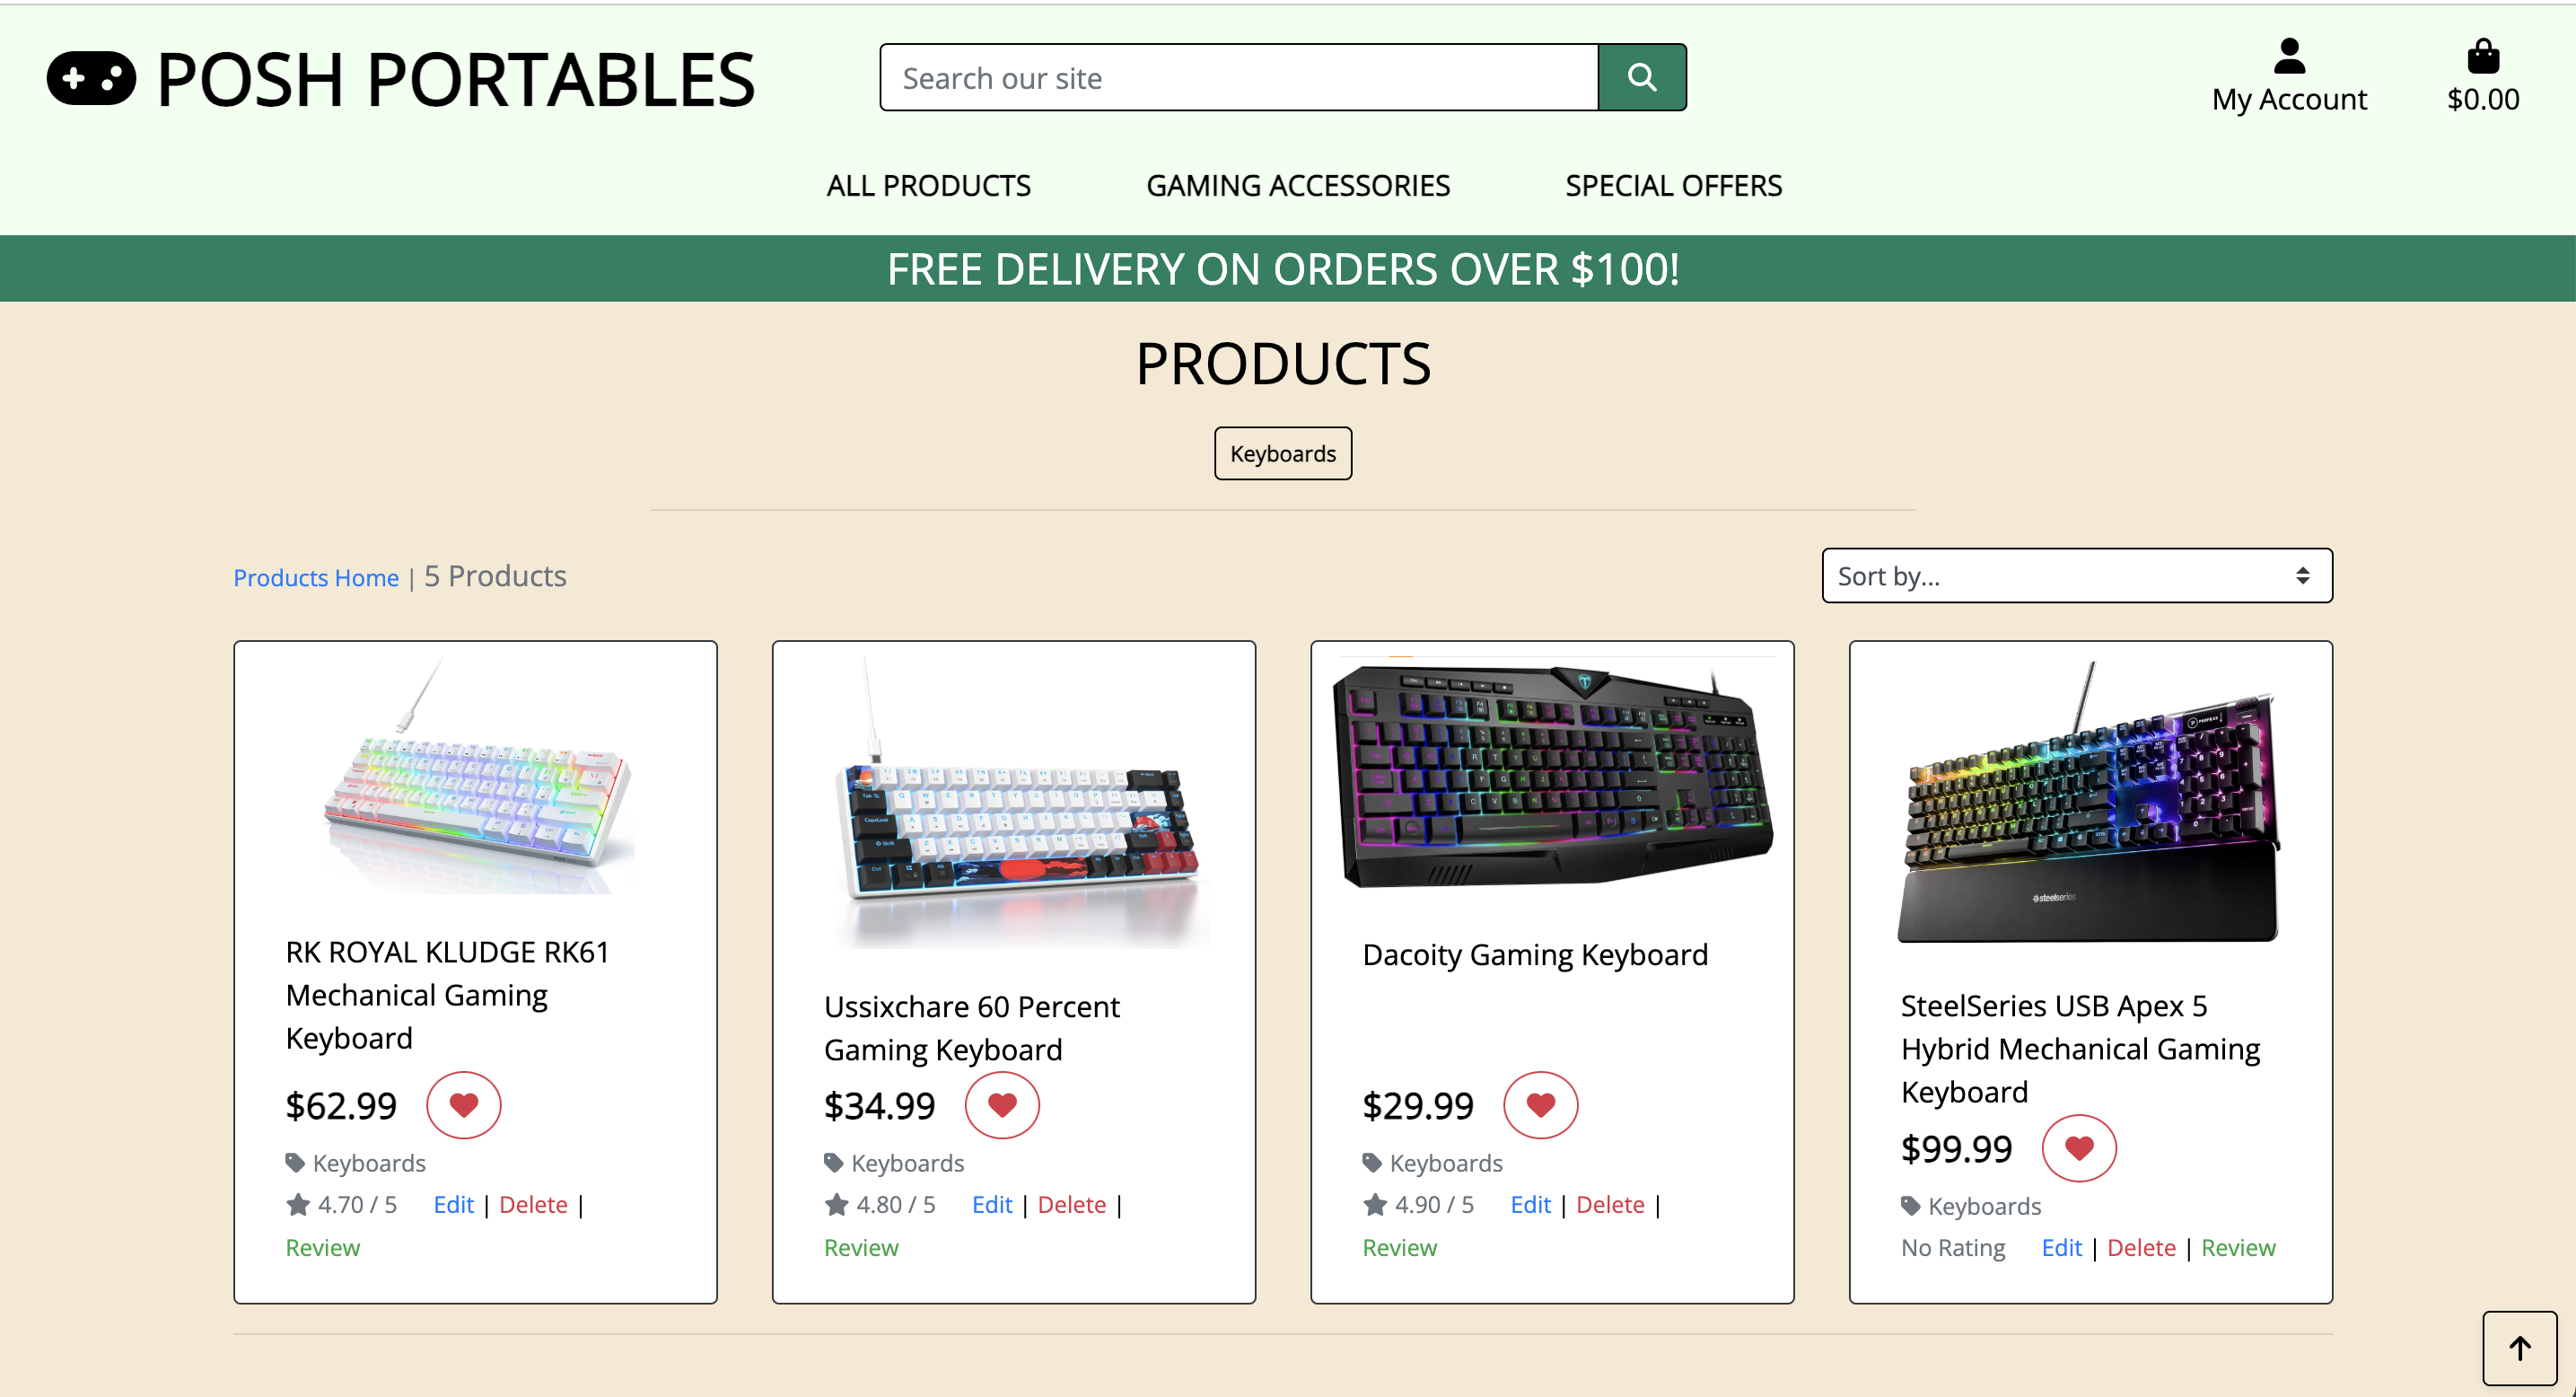 POSH PORTABLES
Search our site
My Account
$0.00
ALL PRODUCTS
GAMING ACCESSORIES
SPECIAL OFFERS
FREE DELIVERY ON ORDERS OVER $100!
PRODUCTS
Keyboards
Products Home | 5 Products
Sort by...
RK ROYAL KLUDGE RK61
Mechanical Gaming
Keyboard
$62.99
Keyboards
4.70 / 5 Edit | Delete |
Review
Ussixchare 60 Percent
Gaming Keyboard
$34.99
Keyboards
4.80 / 5 Edit | Delete |
Review
Dacoity Gaming Keyboard
$29.99
Keyboards
4.90 / 5 Edit | Delete |
Review
steelseries
SteelSeries USB Apex 5
Hybrid Mechanical Gaming
Keyboard
$99.99
Keyboards
No Rating Edit | Delete | Review